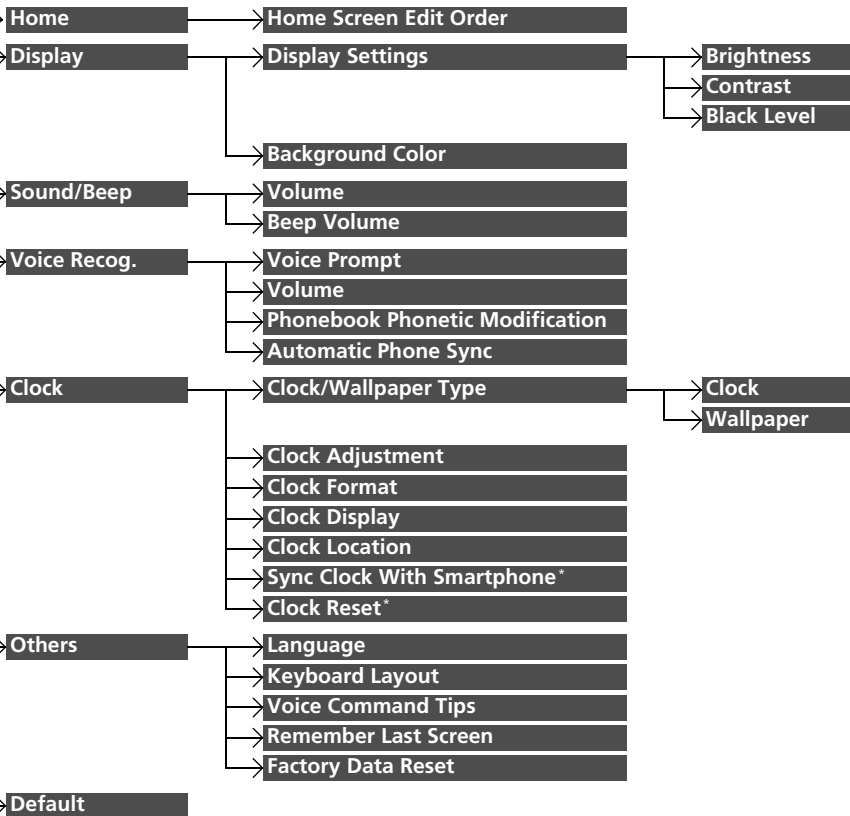 Home
Home Screen Edit Order
Display
Display Settings
Brightness
Contrast
Black Level
Background Color
Sound/Beep
Volume
Beep Volume
Voice Recog.
Voice Prompt
Volume
Phonebook Phonetic Modification
Automatic Phone Sync
Clock
Clock/Wallpaper Type
Clock
Wallpaper
Clock Adjustment
Clock Format
Clock Display
Clock Location
Sync Clock With Smartphone*
Clock Reset*
Others
Language
Keyboard Layout
Voice Command Tips
Remember Last Screen
Factory Data Reset
Default